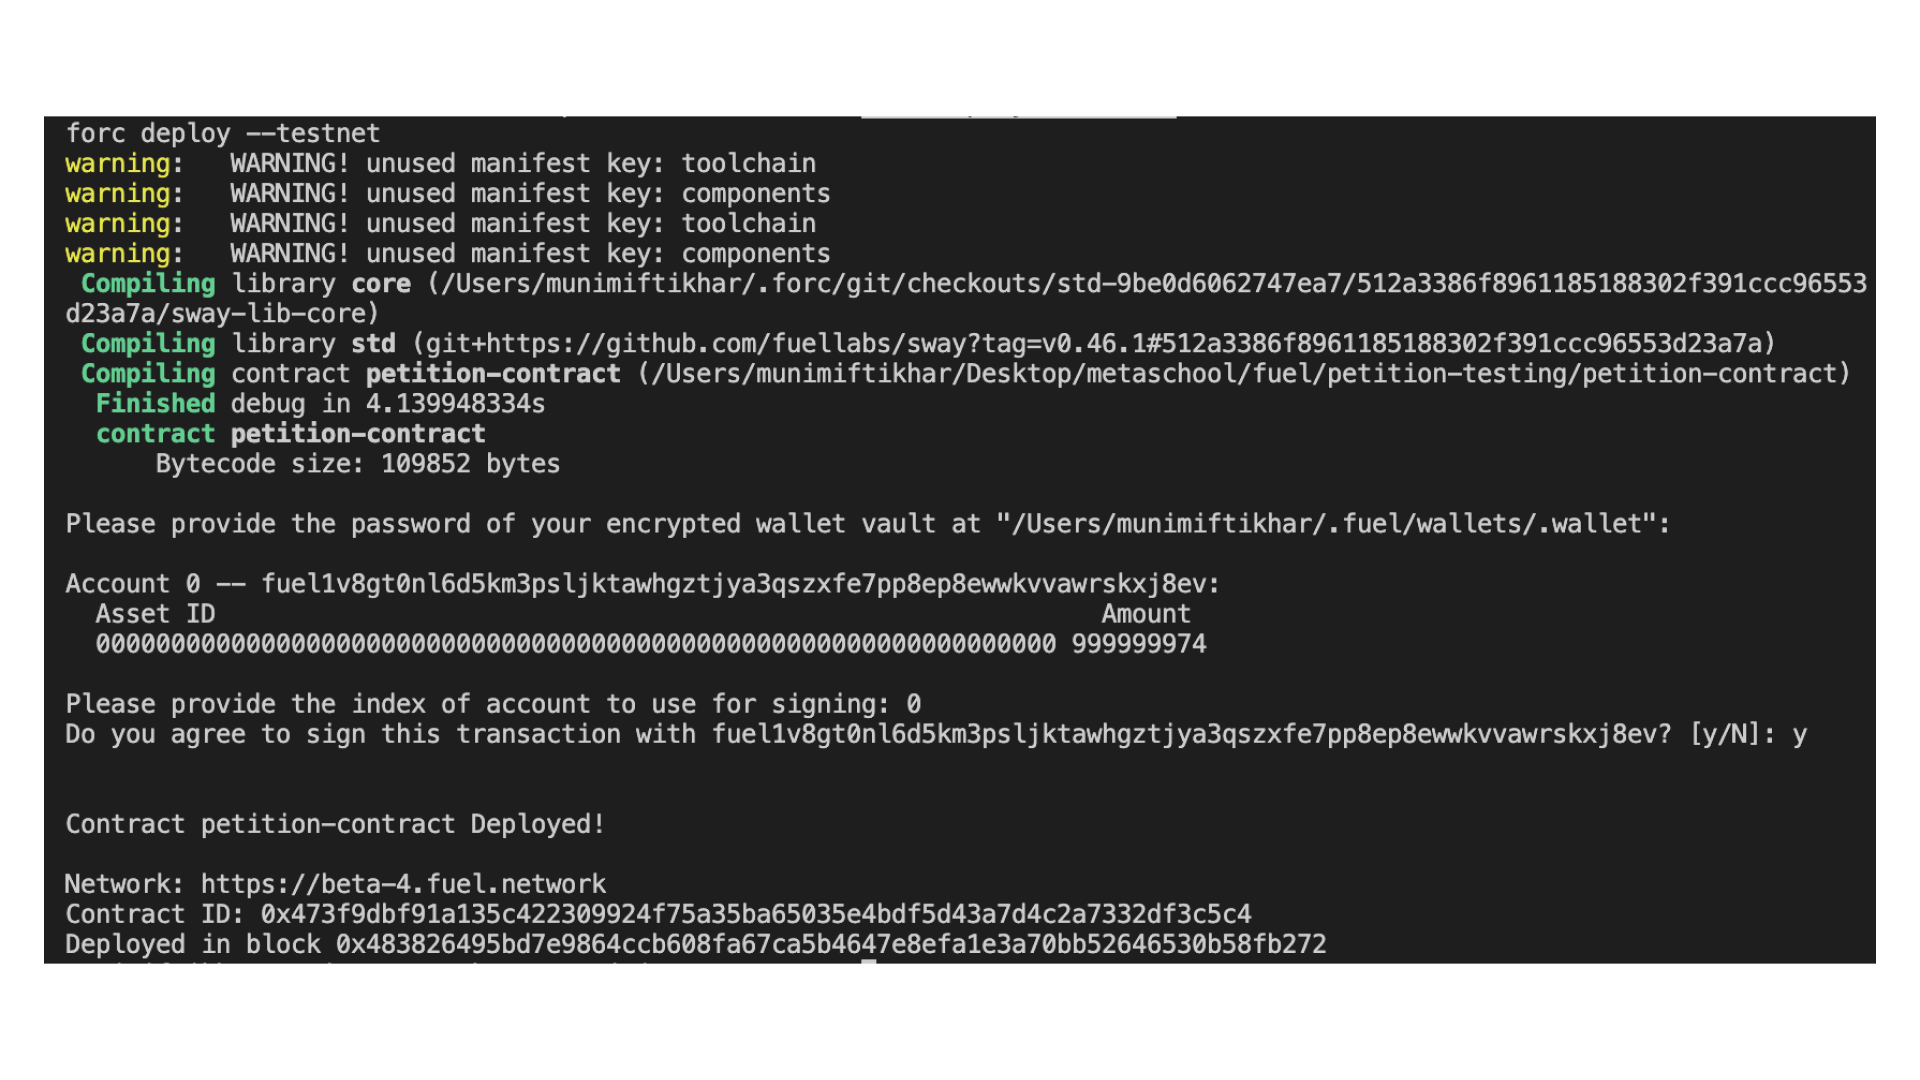 forc deploy --testnet
warning:   WARNING! unused manifest key: toolchain
warning:   WARNING! unused manifest key: components
warning:   WARNING! unused manifest key: toolchain
warning:   WARNING! unused manifest key: components
 Compiling library core (/Users/munimiftikhar/.forc/git/checkouts/std-9be0d6062747ea7/512a3386f8961185188302f391ccc96553
d23a7a/sway-lib-core)
 Compiling library std (git+https://github.com/fuellabs/sway?tag=v0.46.1#512a3386f8961185188302f391ccc96553d23a7a)
 Compiling contract petition-contract (/Users/munimiftikhar/Desktop/metaschool/fuel/petition-testing/petition-contract)
  Finished debug in 4.139948334s
  contract petition-contract
      Bytecode size: 109852 bytes
Please provide the password of your encrypted wallet vault at "/Users/munimiftikhar/.fuel/wallets/.wallet":
Account 0 -- fuel1v8gt0nl6d5km3psljktawhgztjya3qszxfe7pp8ep8ewwkvvawrskxj8ev:
  Asset ID                                                           Amount
  0000000000000000000000000000000000000000000000000000000000000000 999999974
Please provide the index of account to use for signing: 0
Do you agree to sign this transaction with fuel1v8gt0nl6d5km3psljktawhgztjya3qszxfe7pp8ep8ewwkvvawrskxj8ev? [y/N]: y
Contract petition-contract Deployed!
Network: https://beta-4.fuel.network
Contract ID: 0x473f9dbf91a135c422309924f75a35ba65035e4bdf5d43a7d4c2a7332df3c5c4
Deployed in block 0x483826495bd7e9864ccb608fa67ca5b4647e8efa1e3a70bb52646530b58fb272